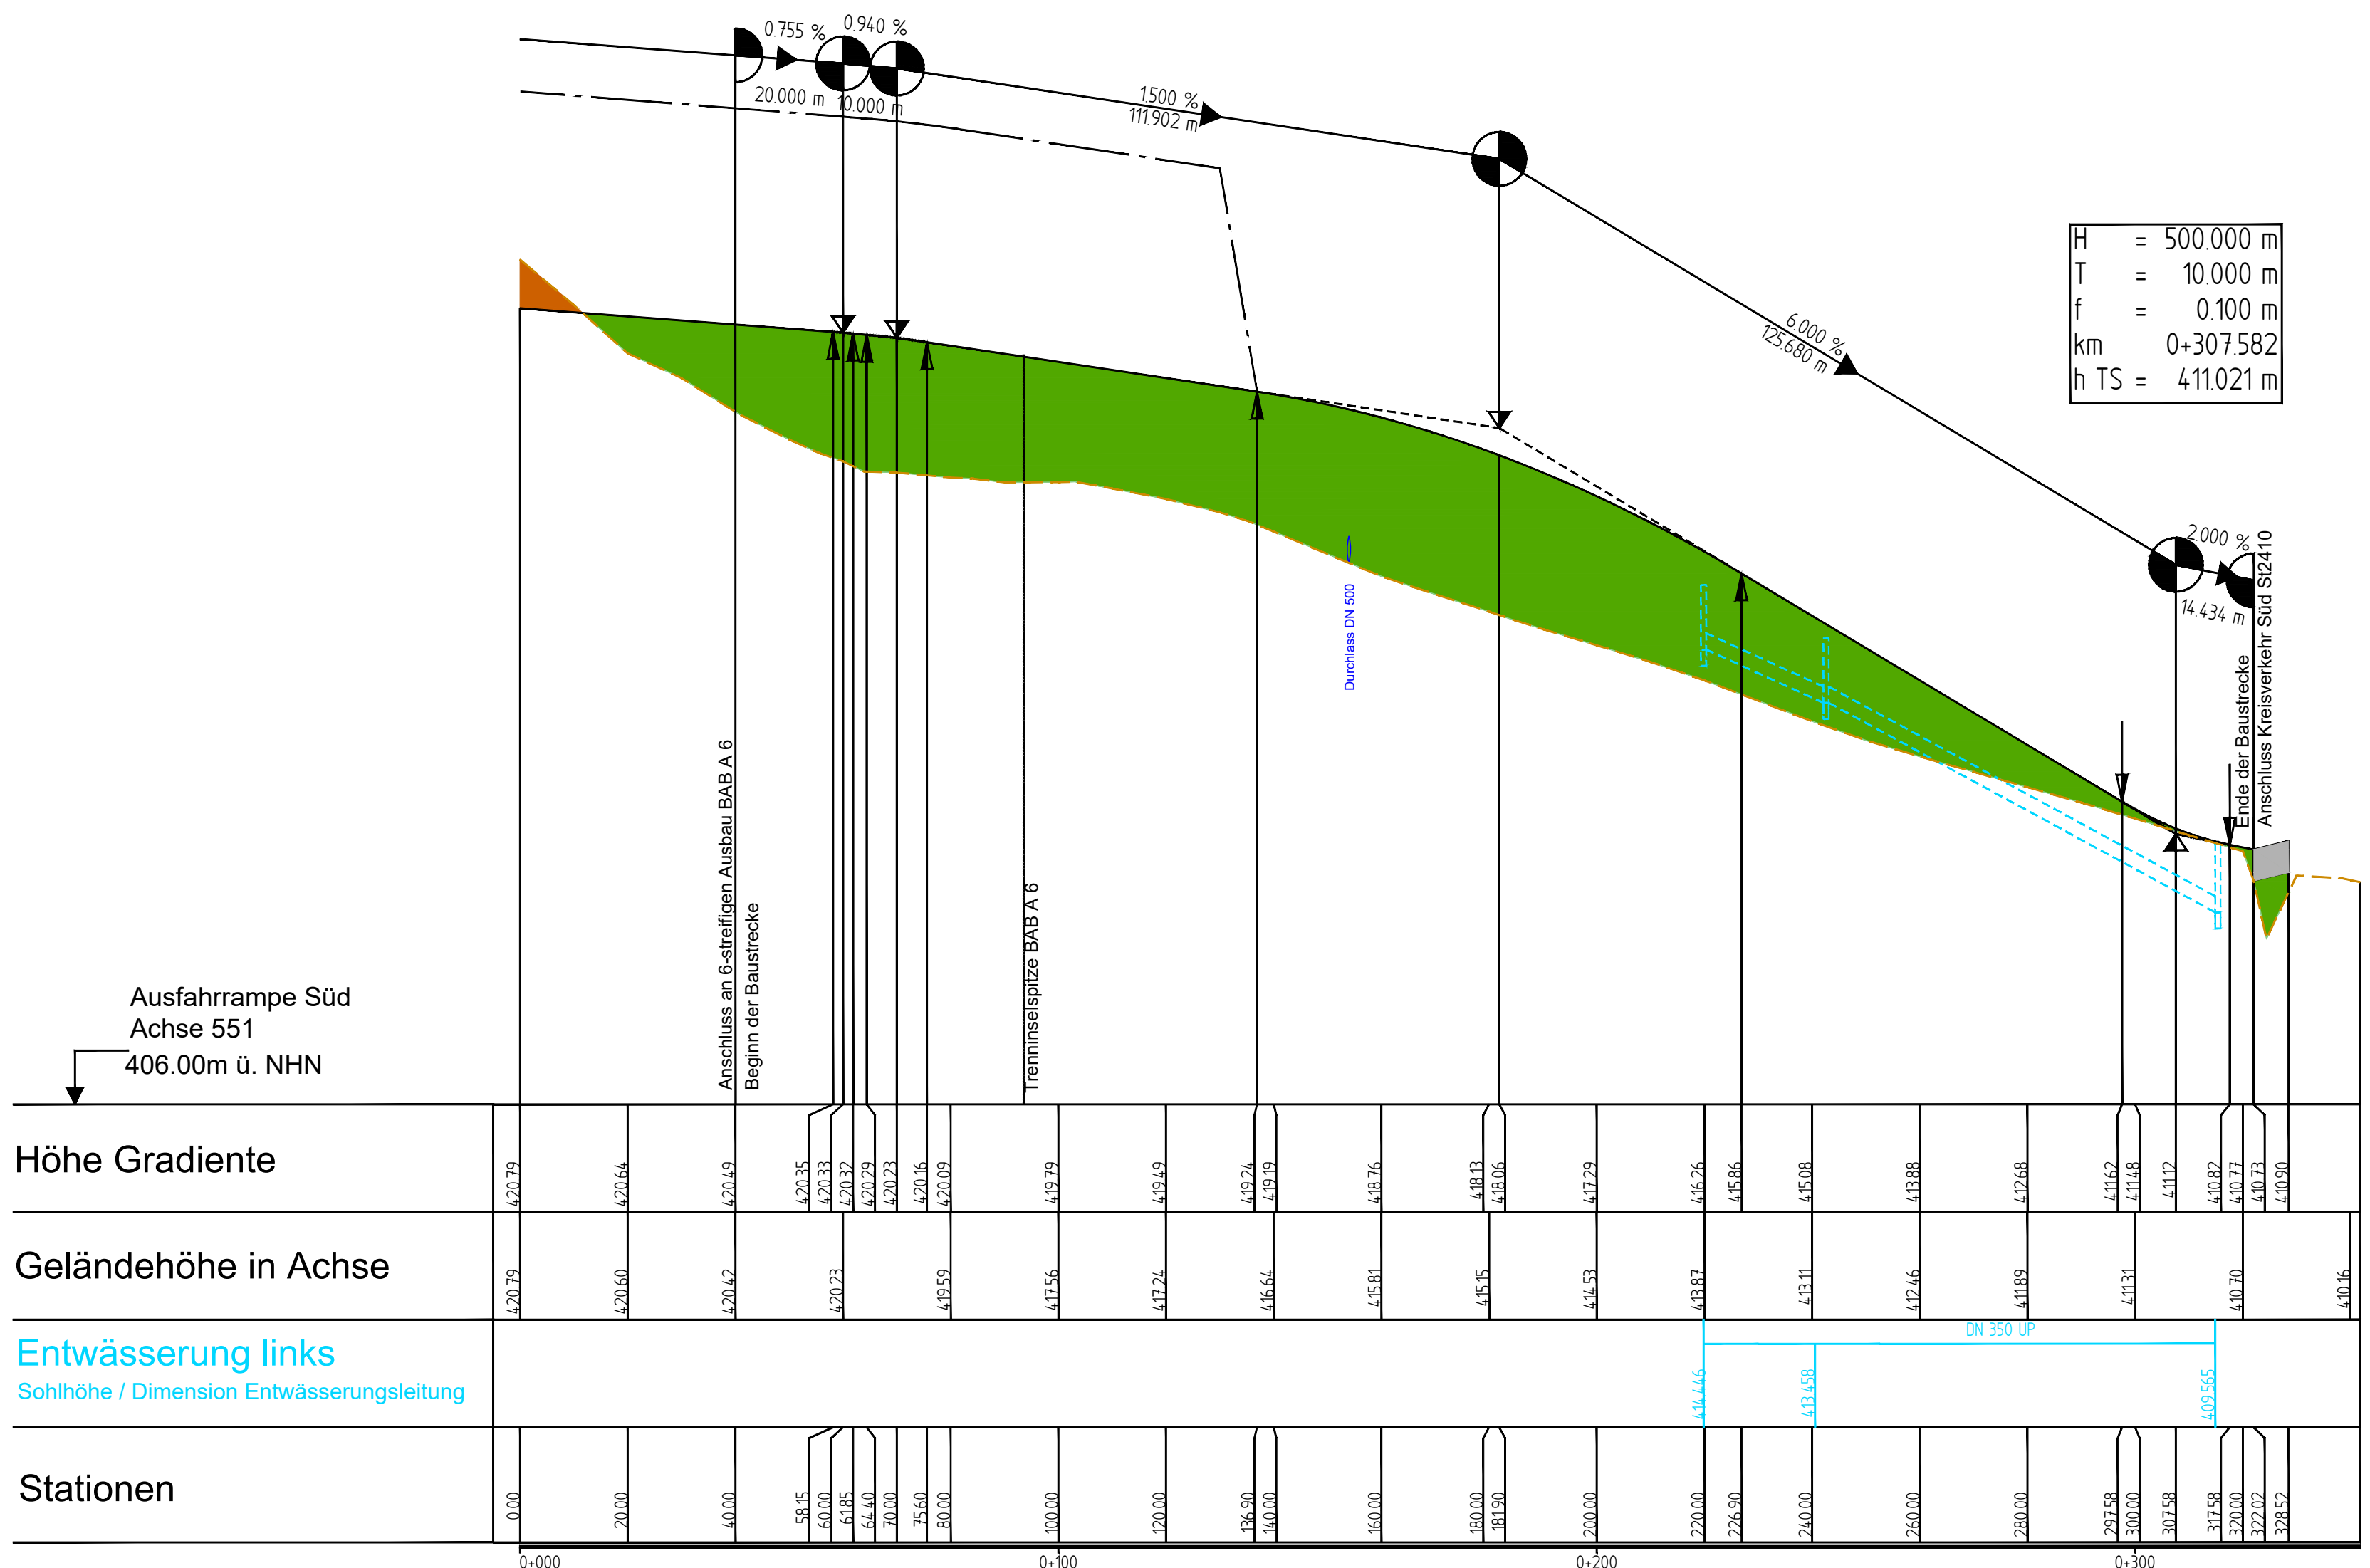 0.755 %
0.940 %
20.000 m
10.000 m
1.500 %
111.902 m
6.000 %
125.680 m
2.000 %
14.434 m
H = 500.000 m
T = 10.000 m
f = 0.100 m
km 0+307.582
h TS = 411.021 m
Anschluss an 6-streifigen Ausbau BAB A 6
Beginn der Baustrecke
Trenninselspitze BAB A 6
Durchlass DN 500
Ende der Baustrecke
Anschluss Kreisverkehr Süd St2410
Ausfahrrampe Süd
Achse 551
406.00m ü. NHN
Höhe Gradiente
420.79 420.64 420.49 420.35 420.33 420.32 420.29 420.23 420.16 420.09 419.79 419.49 419.24 419.19 418.76 418.13 418.06 417.29 416.26 415.86 415.08 413.88 412.68 411.62 411.48 411.12 410.82 410.77 410.73 410.90
Geländehöhe in Achse
420.79 420.60 420.42 420.23 419.59 417.56 417.24 416.64 415.81 415.15 414.53 413.87 413.11 412.46 411.89 411.31 410.70 410.16
Entwässerung links
Sohlhöhe / Dimension Entwässerungsleitung
DN 350 UP
414.446 413.458 409.565
Stationen
0.00 20.00 40.00 58.15 60.00 61.85 64.40 70.00 75.60 80.00 100.00 120.00 136.90 140.00 160.00 180.00 181.90 200.00 220.00 226.90 240.00 260.00 280.00 297.58 300.00 307.58 317.58 320.00 322.02 328.52
0+000 0+100 0+200 0+300